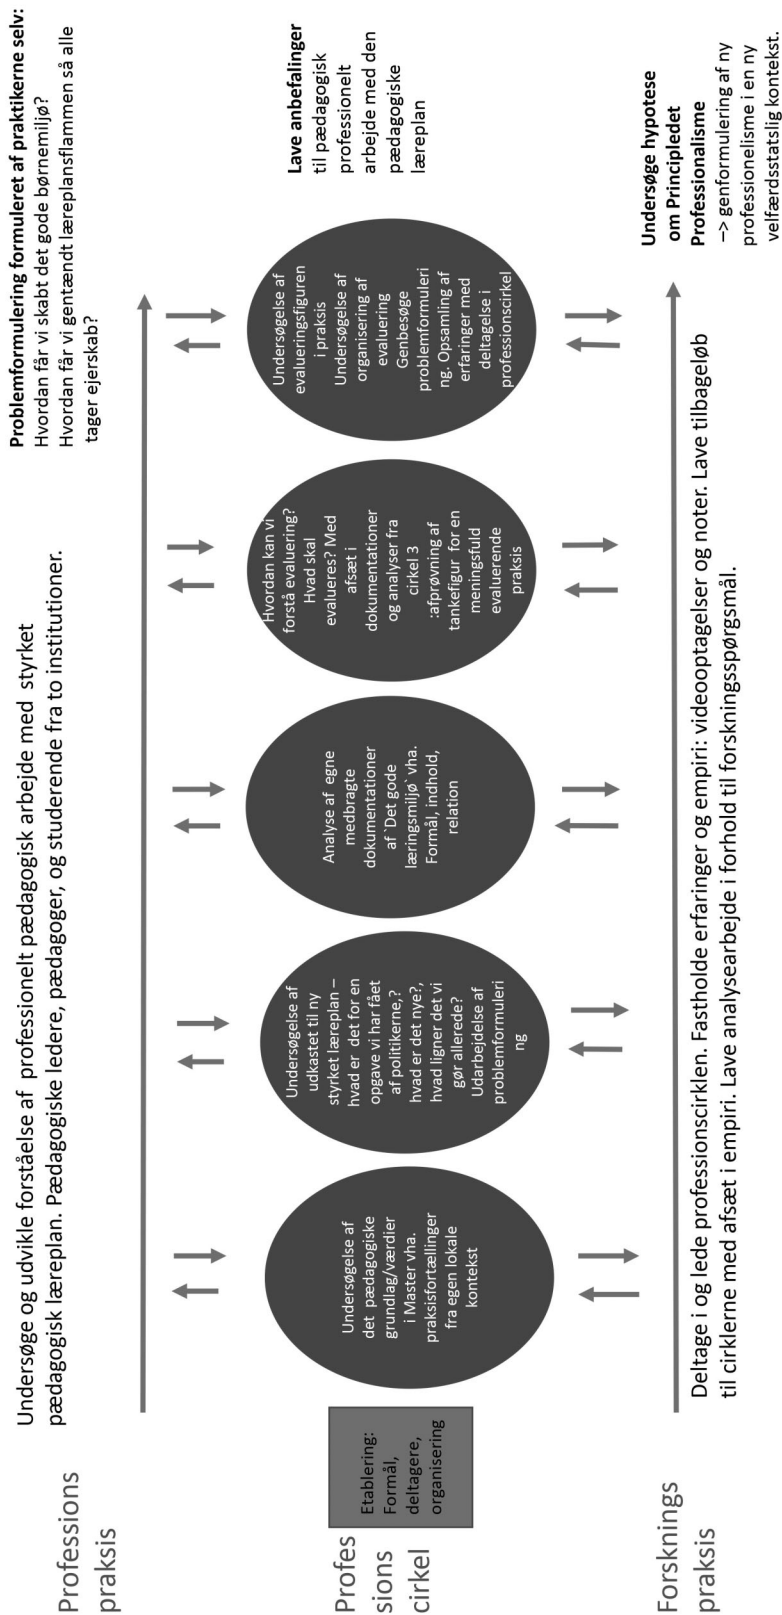 Professions
praksis
Undersøge og udvikle forståelse af  professionelt pædagogisk arbejde med  styrket
pædagogisk læreplan. Pædagogiske ledere, pædagoger, og studerende fra to institutioner.
Problemformulering formuleret af praktikerne selv:
Hvordan får vi skabt det gode børnemiljø?
Hvordan får vi gentændt læreplansflammen så alle
tager ejerskab?
Profes
sions
cirkel
Etablering:
Formål,
deltagere,
organisering
Undersøgelse af
det  pædagogiske
grundlag/værdier
i Master vha.
praksisfortællinger
fra egen lokale
kontekst
Undersøgelse af
udkastet til ny
styrket læreplan –
hvad er  det for en
opgave vi har fået
af politikerne,?
hvad er det nye?,
hvad ligner det vi
gør allerede?
Udarbejdelse af
problemformuleri
ng
Analyse af  egne
medbragte
dokumentationer
af `Det gode
læringsmiljø` vha.
Formål, indhold,
relation
Hvordan kan vi
forstå evaluering?
Hvad skal
evalueres? Med
afsæt i
dokumentationer
og analyser fra
cirkel 3
:afprøvning af
tankefigur  for en
meningsfuld
evaluerende
praksis
Undersøgelse af
evalueringsfiguren
i praksis
Undersøgelse af
organisering af
evaluering
Genbesøge
problemformuleri
ng. Opsamling af
erfaringer med
deltagelse i
professionscirkel
Lave anbefalinger
til pædagogisk
professionelt
arbejde med den
pædagogiske
læreplan
Forsknings
praksis
Deltage i og lede professionscirklen. Fastholde erfaringer og empiri: videooptagelser og noter. Lave tilbageløb
til cirklerne med afsæt i empiri. Lave analysearbejde i forhold til forskningsspørgsmål.
Undersøge hypotese
om Principledet
Professionalisme
–> genformulering af ny
professionelisme i en ny
velfærdsstatslig kontekst.